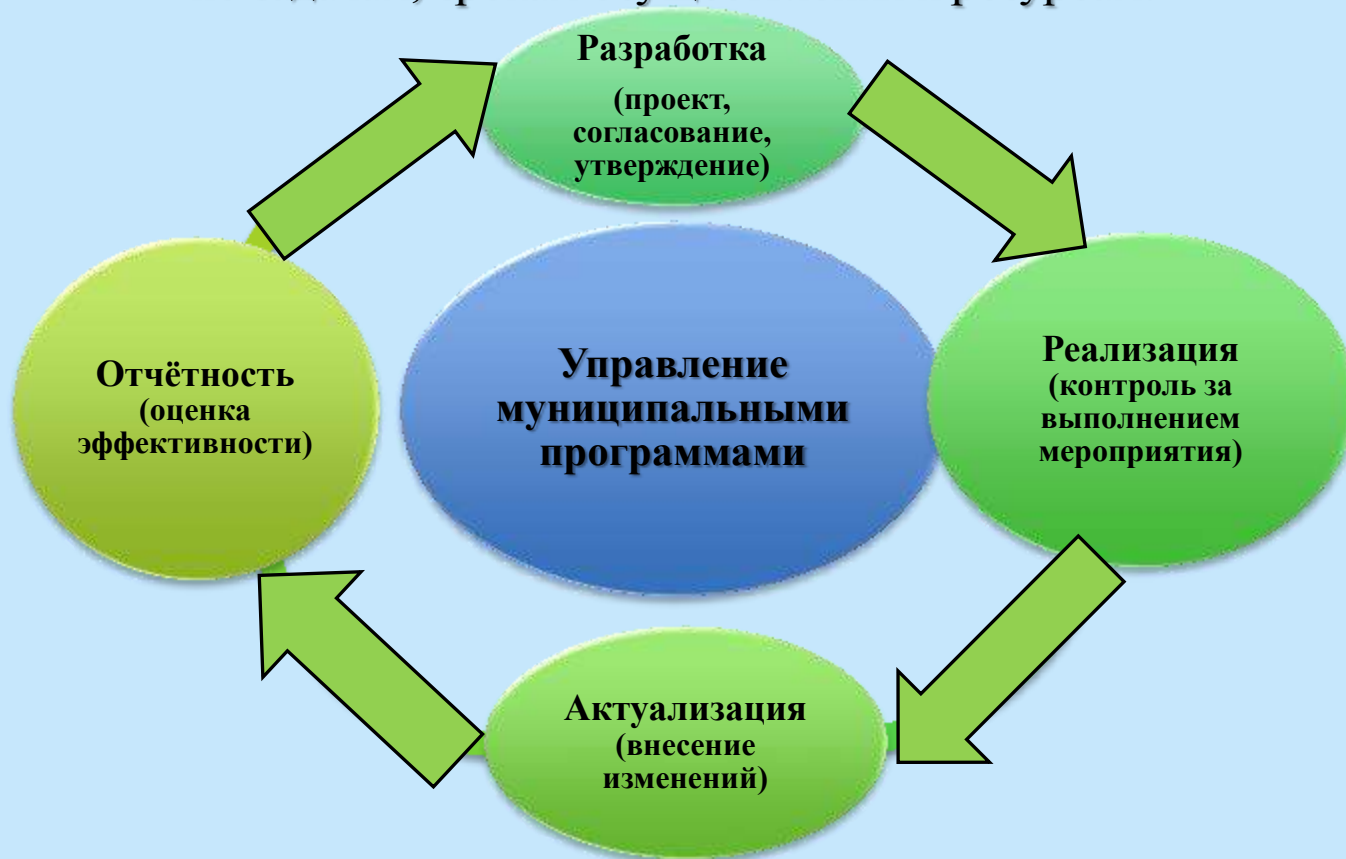 Разработка
(проект,
согласование,
утверждение)
Реализация
(контроль за
выполнением
мероприятия)
Управление
муниципальными
программами
Отчётность
(оценка
эффективности)
Актуализация
(внесение
изменений)